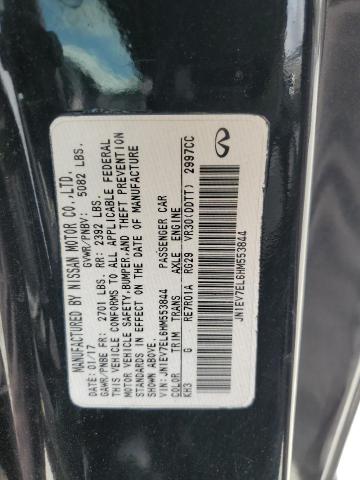 MANUFACTURED BY NISSAN MOTOR CO.,LTD.
DATE: 01/17 GVWR/PNBV: 5082 LBS.
GAWR/PNBE FR: 2701 LBS. RR: 2392 LBS.
THIS VEHICLE CONFORMS TO ALL APPLICABLE FEDERAL
MOTOR VEHICLE SAFETY,BUMPER,AND THEFT PREVENTION
STANDARDS IN EFFECT ON THE DATE OF MANUFACTURE
SHOWN ABOVE.
VIN: JN1EV7EL6HM553844 PASSENGER CAR
COLOR TRIM TRANS AXLE ENGINE
KH3 G RE7R01A RG29 VR30(DDTT) 2997CC
JN1EV7EL6HM553844